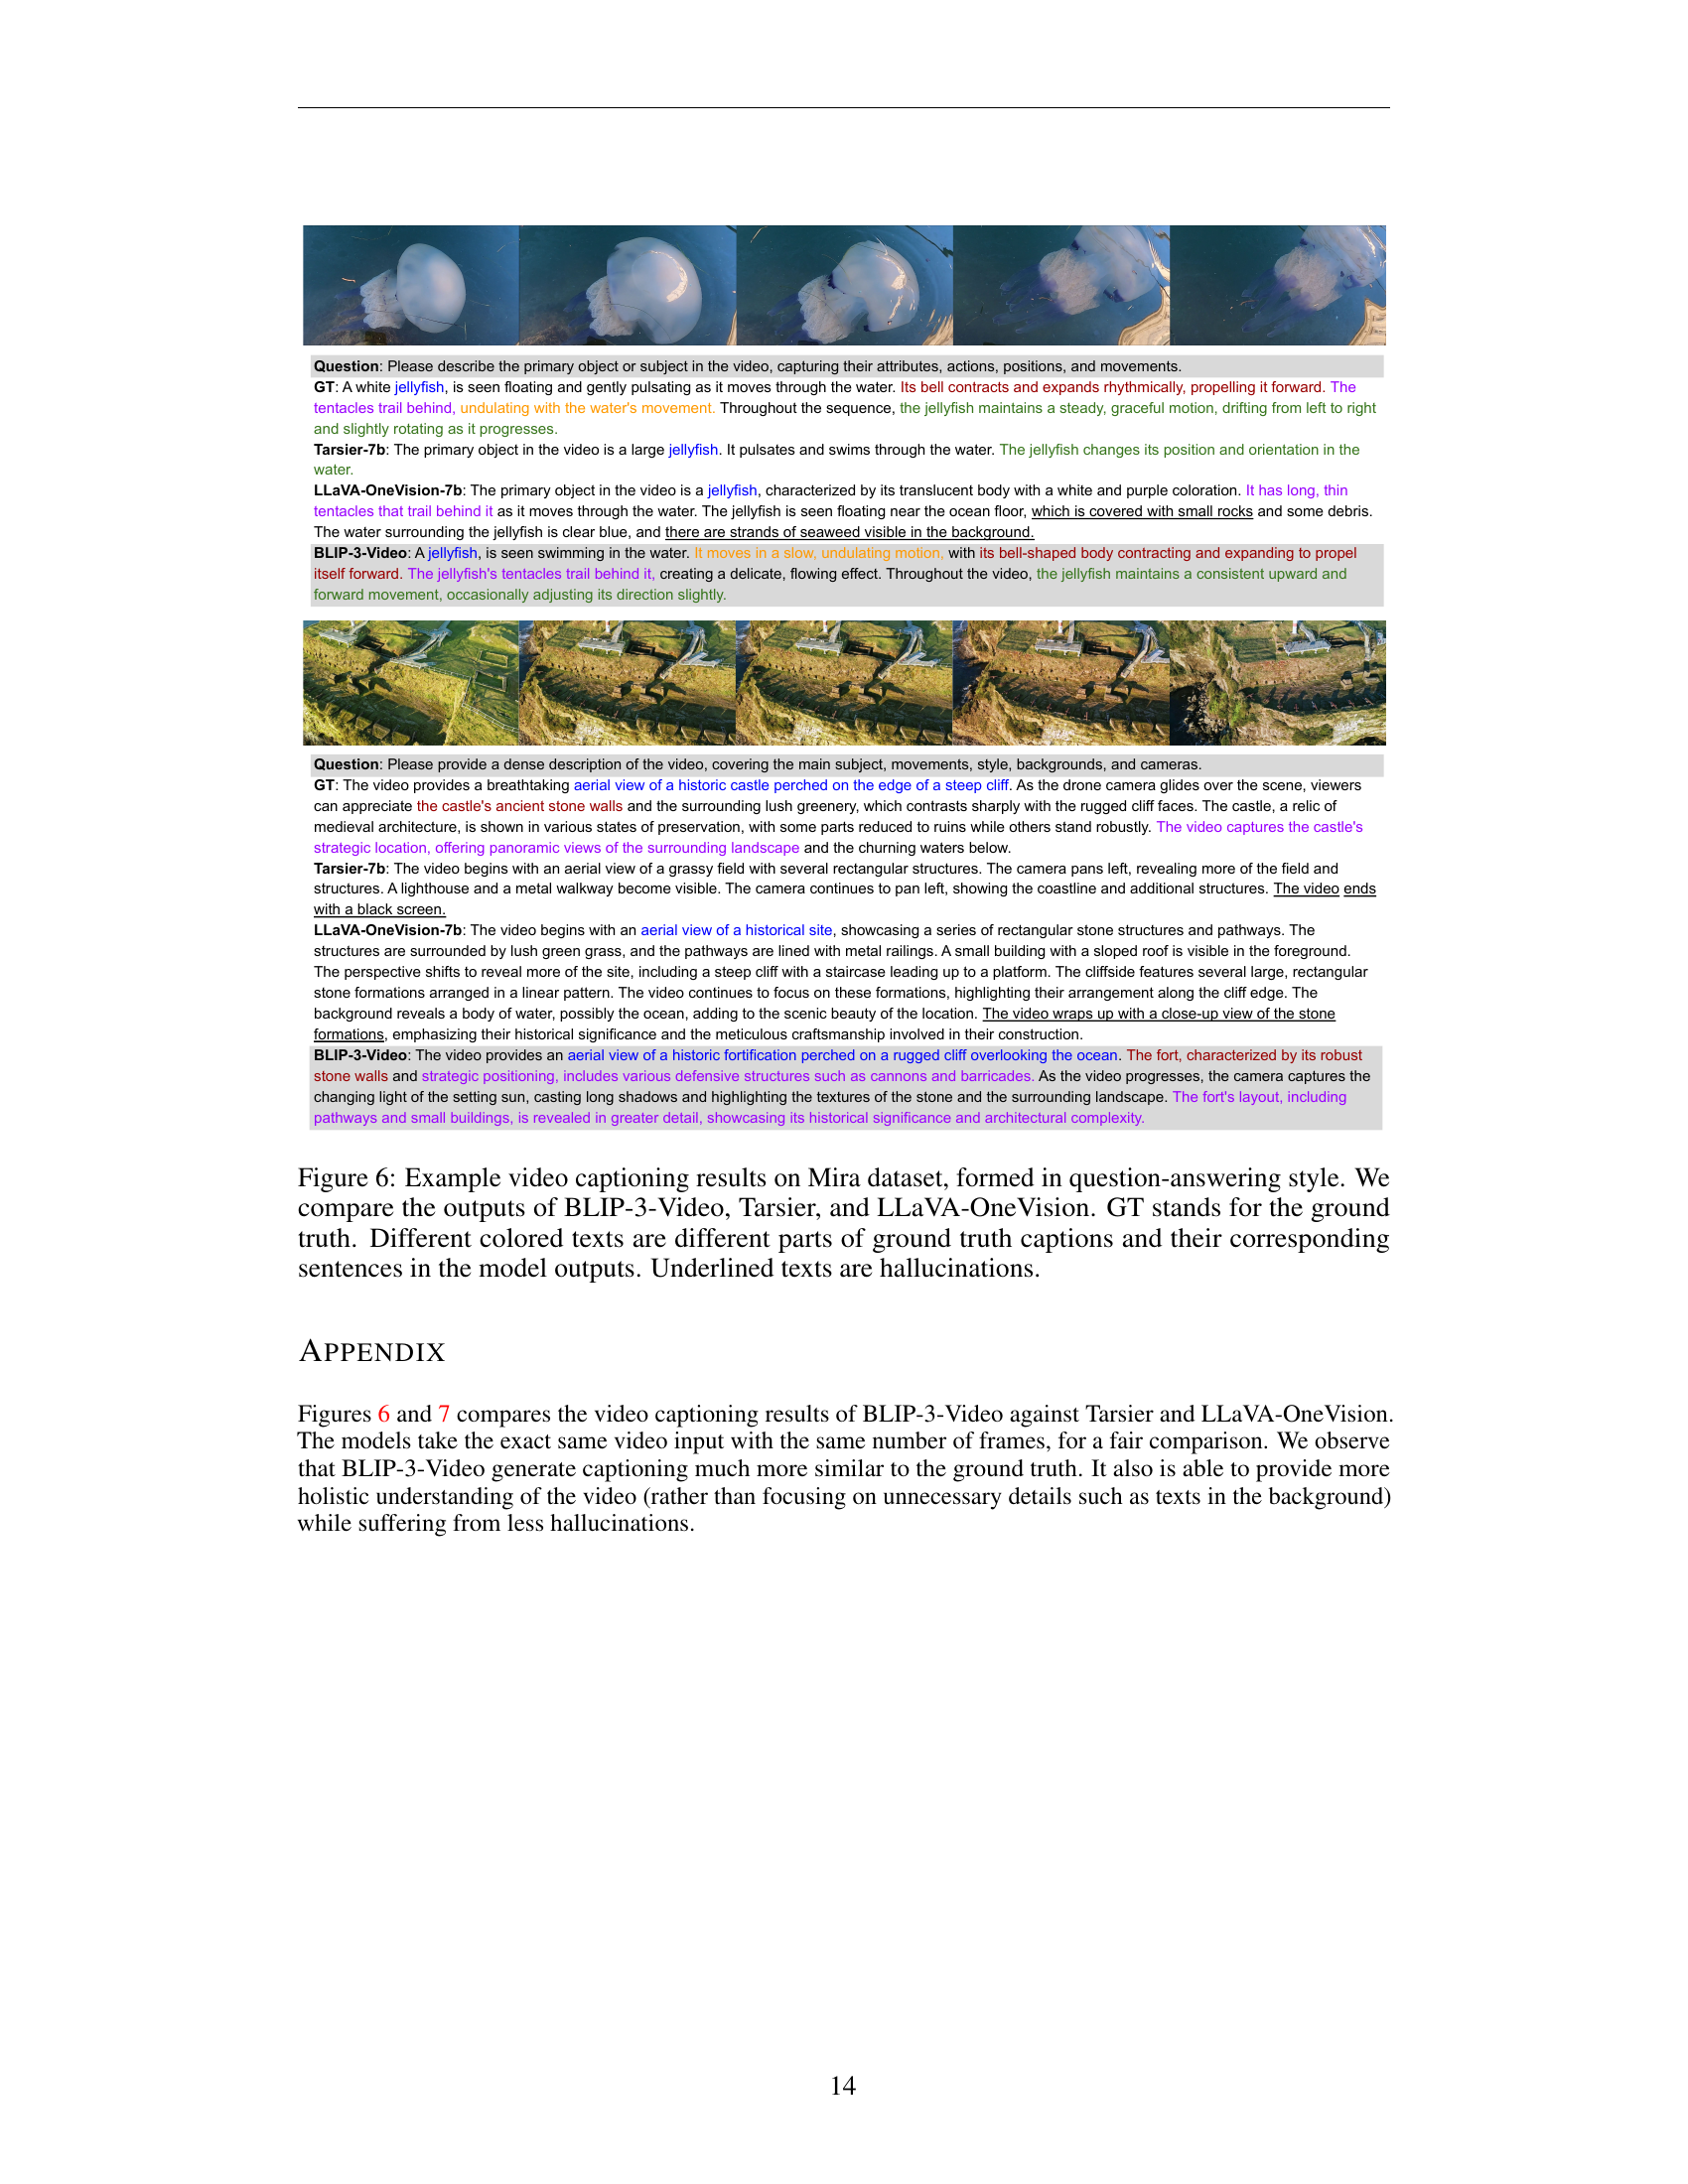 Question: Please describe the primary object or subject in the video, capturing their attributes, actions, positions, and movements.
GT: A white jellyfish, is seen floating and gently pulsating as it moves through the water. Its bell contracts and expands rhythmically, propelling it forward. The
tentacles trail behind, undulating with the water's movement. Throughout the sequence, the jellyfish maintains a steady, graceful motion, drifting from left to right
and slightly rotating as it progresses.
Tarsier-7b: The primary object in the video is a large jellyfish. It pulsates and swims through the water. The jellyfish changes its position and orientation in the
water.
LLaVA-OneVision-7b: The primary object in the video is a jellyfish, characterized by its translucent body with a white and purple coloration. It has long, thin
tentacles that trail behind it as it moves through the water. The jellyfish is seen floating near the ocean floor, which is covered with small rocks and some debris.
The water surrounding the jellyfish is clear blue, and there are strands of seaweed visible in the background.
BLIP-3-Video: A jellyfish, is seen swimming in the water. It moves in a slow, undulating motion, with its bell-shaped body contracting and expanding to propel
itself forward. The jellyfish's tentacles trail behind it, creating a delicate, flowing effect. Throughout the video, the jellyfish maintains a consistent upward and
forward movement, occasionally adjusting its direction slightly.
Question: Please provide a dense description of the video, covering the main subject, movements, style, backgrounds, and cameras.
GT: The video provides a breathtaking aerial view of a historic castle perched on the edge of a steep cliff. As the drone camera glides over the scene, viewers
can appreciate the castle's ancient stone walls and the surrounding lush greenery, which contrasts sharply with the rugged cliff faces. The castle, a relic of
medieval architecture, is shown in various states of preservation, with some parts reduced to ruins while others stand robustly. The video captures the castle's
strategic location, offering panoramic views of the surrounding landscape and the churning waters below.
Tarsier-7b: The video begins with an aerial view of a grassy field with several rectangular structures. The camera pans left, revealing more of the field and
structures. A lighthouse and a metal walkway become visible. The camera continues to pan left, showing the coastline and additional structures. The video ends
with a black screen.
LLaVA-OneVision-7b: The video begins with an aerial view of a historical site, showcasing a series of rectangular stone structures and pathways. The
structures are surrounded by lush green grass, and the pathways are lined with metal railings. A small building with a sloped roof is visible in the foreground.
The perspective shifts to reveal more of the site, including a steep cliff with a staircase leading up to a platform. The cliffside features several large, rectangular
stone formations arranged in a linear pattern. The video continues to focus on these formations, highlighting their arrangement along the cliff edge. The
background reveals a body of water, possibly the ocean, adding to the scenic beauty of the location. The video wraps up with a close-up view of the stone
formations, emphasizing their historical significance and the meticulous craftsmanship involved in their construction.
BLIP-3-Video: The video provides an aerial view of a historic fortification perched on a rugged cliff overlooking the ocean. The fort, characterized by its robust
stone walls and strategic positioning, includes various defensive structures such as cannons and barricades. As the video progresses, the camera captures the
changing light of the setting sun, casting long shadows and highlighting the textures of the stone and the surrounding landscape. The fort's layout, including
pathways and small buildings, is revealed in greater detail, showcasing its historical significance and architectural complexity.
Figure 6: Example video captioning results on Mira dataset, formed in question-answering style. We
compare the outputs of BLIP-3-Video, Tarsier, and LLaVA-OneVision. GT stands for the ground
truth. Different colored texts are different parts of ground truth captions and their corresponding
sentences in the model outputs. Underlined texts are hallucinations.
APPENDIX
Figures 6 and 7 compares the video captioning results of BLIP-3-Video against Tarsier and LLaVA-OneVision.
The models take the exact same video input with the same number of frames, for a fair comparison. We observe
that BLIP-3-Video generate captioning much more similar to the ground truth. It also is able to provide more
holistic understanding of the video (rather than focusing on unnecessary details such as texts in the background)
while suffering from less hallucinations.
14